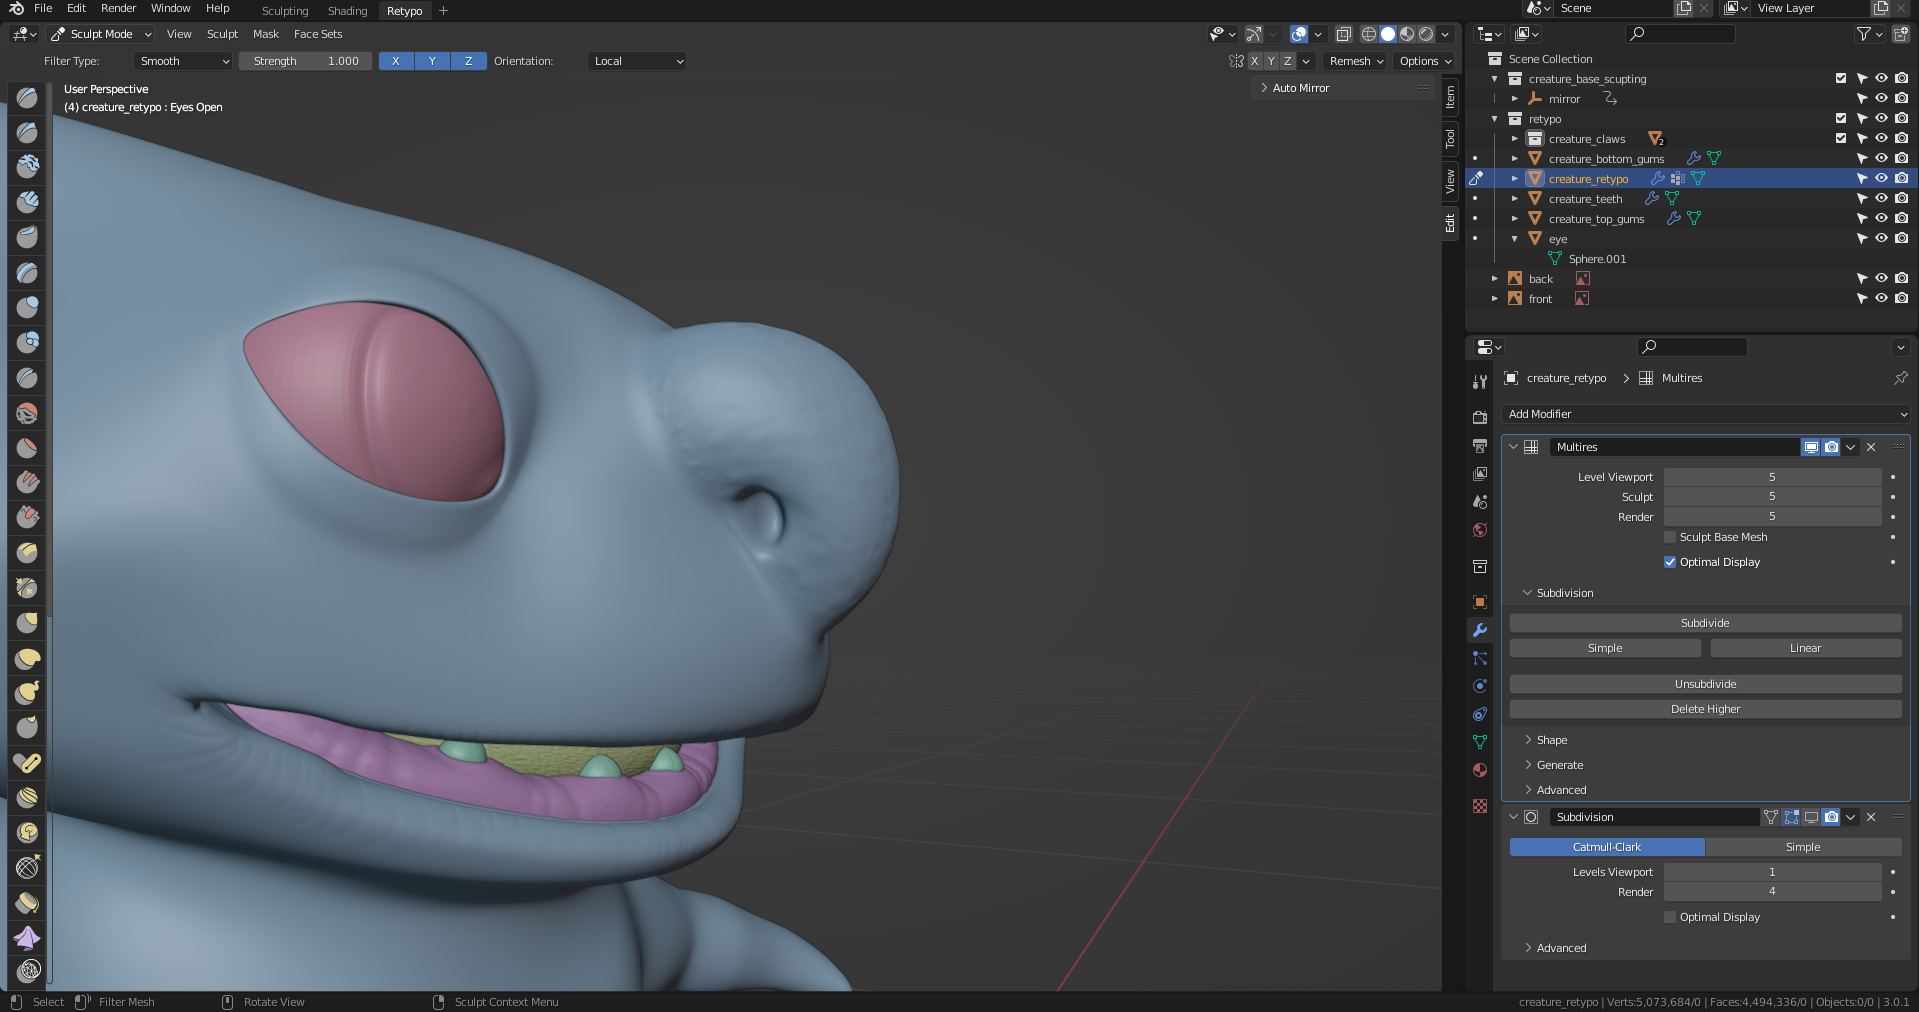 File Edit Render Window Help Sculpting Shading Retypo + Scene View Layer
Sculpt Mode View Sculpt Mask Face Sets
Filter Type: Smooth Strength 1.000 X Y Z Orientation: Local X Y Z Remesh Options
User Perspective
(4) creature_retypo : Eyes Open
Auto Mirror
Item
Tool
View
Edit
Scene Collection
creature_base_scupting
mirror
retypo
creature_claws 2
creature_bottom_gums
creature_retypo
creature_teeth
creature_top_gums
eye
Sphere.001
back
front
creature_retypo > Multires
Add Modifier
Multires
Level Viewport 5
Sculpt 5
Render 5
Sculpt Base Mesh
Optimal Display
Subdivision
Subdivide
Simple Linear
Unsubdivide
Delete Higher
Shape
Generate
Advanced
Subdivision
Catmull-Clark Simple
Levels Viewport 1
Render 4
Optimal Display
Advanced
Select Filter Mesh Rotate View Sculpt Context Menu creature_retypo | Verts:5,073,684/0 | Faces:4,494,336/0 | Objects:0/0 | 3.0.1